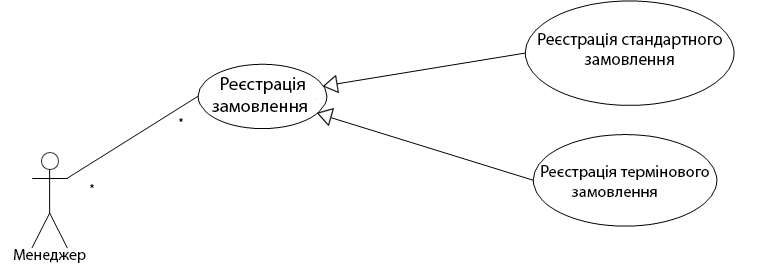 Реєстрація стандартного
замовлення
Реєстрація
замовлення
*
*
Реєстрація термінового
замовлення
Менеджер